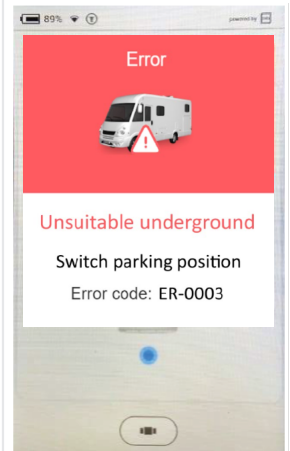 89%
powered by
Error
Unsuitable underground
Switch parking position
Error code: ER-0003